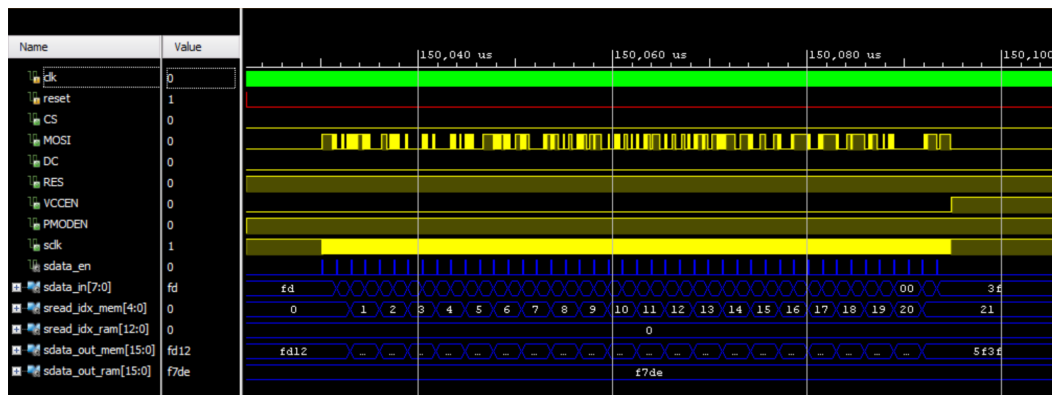 Name Value
150,040 us 150,060 us 150,080 us 150,100
clk 0
reset 1
CS 0
MOSI 0
DC 0
RES 0
VCCEN 0
PMODEN 0
sclk 1
sdata_en 0
sdata_in[7:0] fd fd 00 3f
sread_idx_mem[4:0] 0 0 1 2 3 4 5 6 7 8 9 10 11 12 13 14 15 16 17 18 19 20 21
sread_idx_ram[12:0] 0 0
sdata_out_mem[15:0] fd12 fd12 ... ... ... ... ... ... ... ... ... ... ... ... ... ... ... ... ... ... ... ... 5f3f
sdata_out_ram[15:0] f7de f7de